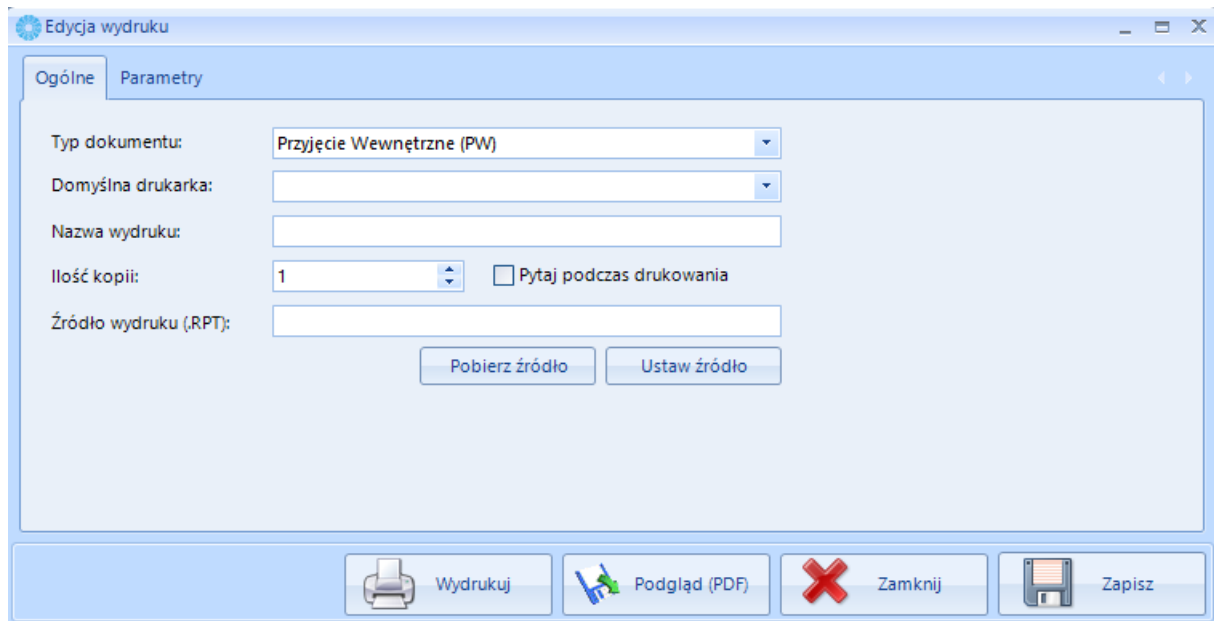 Edycja wydruku
Ogólne Parametry
Typ dokumentu: Przyjęcie Wewnętrzne (PW)
Domyślna drukarka:
Nazwa wydruku:
Ilość kopii: 1 Pytaj podczas drukowania
Źródło wydruku (.RPT):
Pobierz źródło Ustaw źródło
Wydrukuj Podgląd (PDF) Zamknij Zapisz